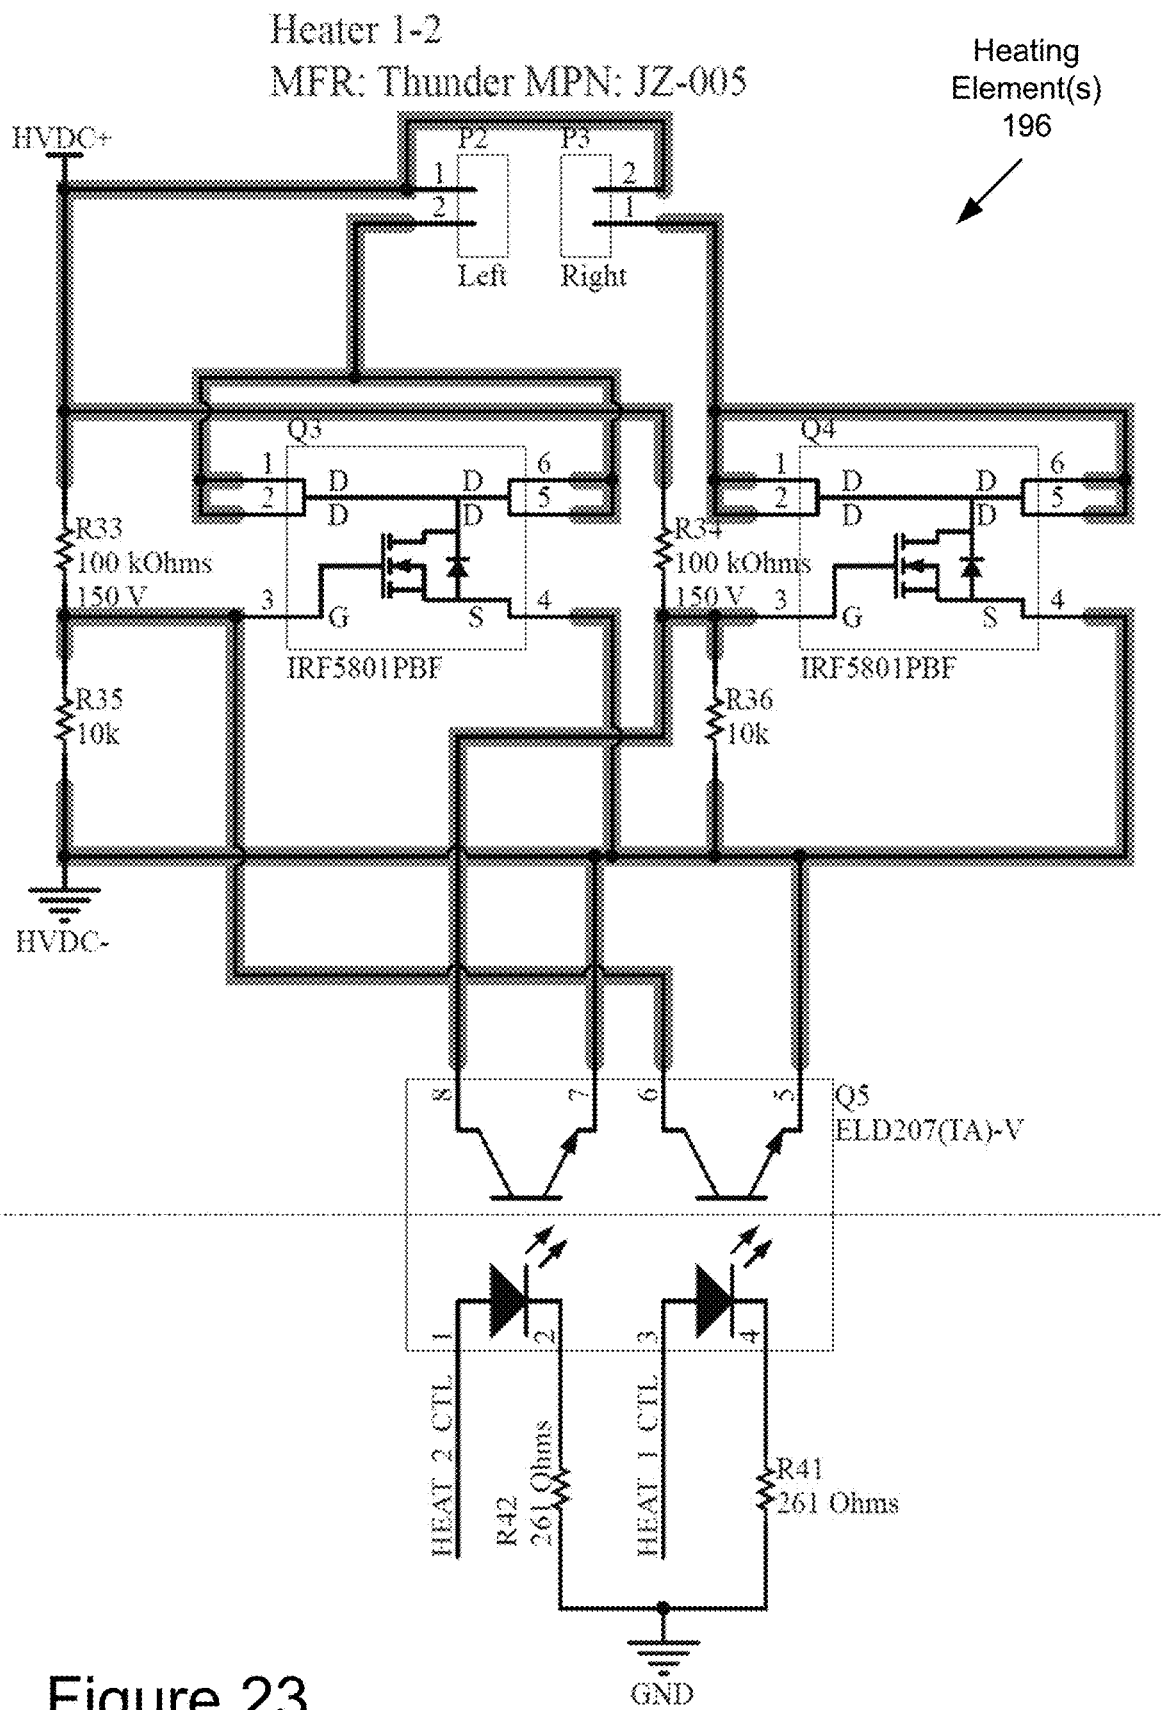 Heater 1-2
MFR: Thunder MPN: JZ-005
Heating
Element(s)
196
HVDC+
P2
P3
1
2
2
1
Left
Right
Q3
Q4
1
2
D
D
D
D
6
5
1
2
D
D
D
D
6
5
R33
100 kOhms
150 V
R34
100 kOhms
150 V
3
G
S
4
3
G
S
4
IRF5801PBF
IRF5801PBF
R35
10k
R36
10k
HVDC-
8
7
6
5
Q5
ELD207(TA)-V
1
2
3
4
HEAT 2 CTL
R42
261 Ohms
HEAT 1 CTL
R41
261 Ohms
GND
Figure 23